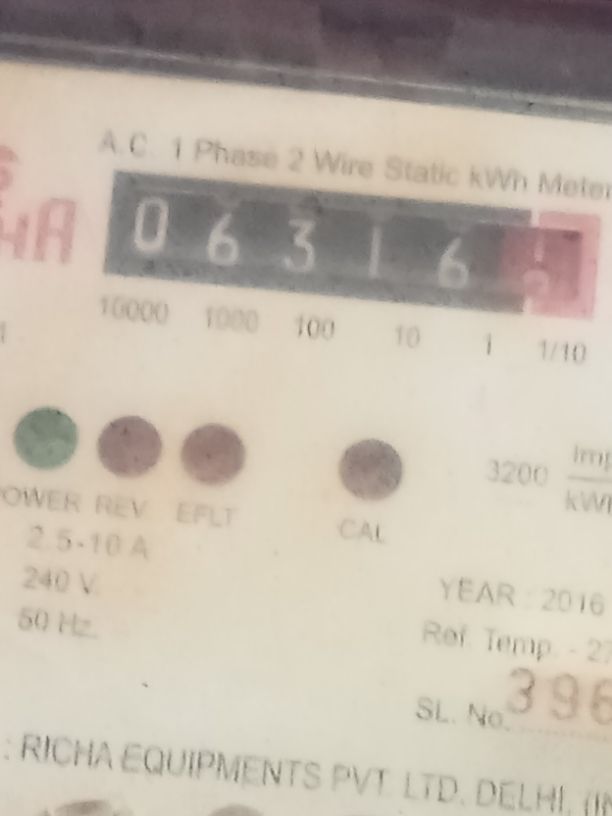 A.C. 1 Phase 2 Wire Static kWh Meter
0 6 3 1 6
10000 1000 100 10 1 1/10
3200 Imp
kWh
POWER REV EFLT CAL
2.5-10 A
240 V.
50 Hz.
YEAR : 2016
Ref. Temp. - 27
SL. No. 396
: RICHA EQUIPMENTS PVT. LTD. DELHI. (IN